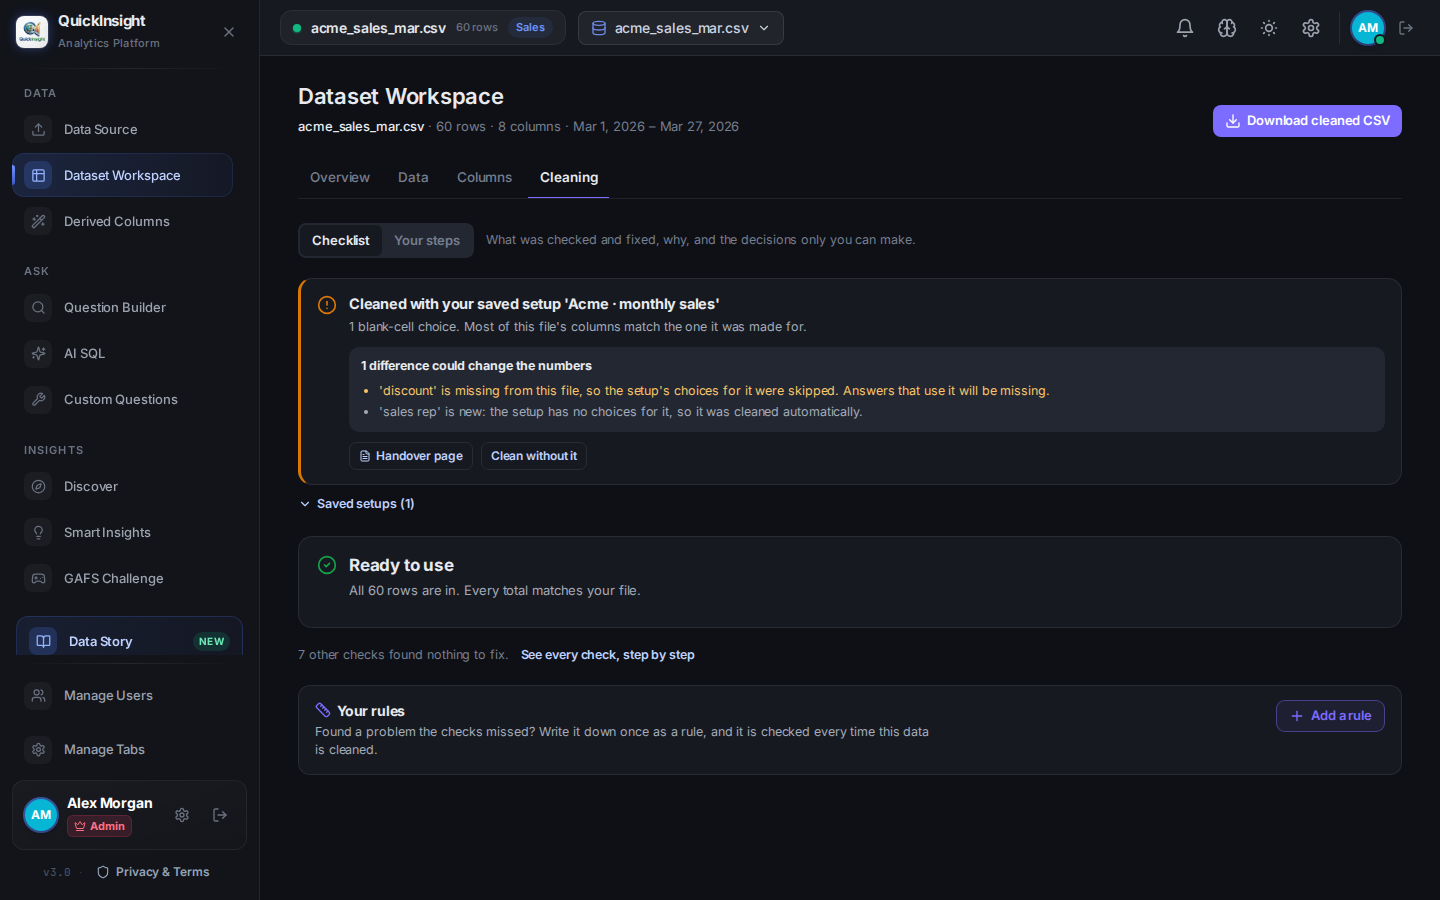 QuickInsight
Analytics Platform
DATA
Data Source
Dataset Workspace
Derived Columns
ASK
Question Builder
AI SQL
Custom Questions
INSIGHTS
Discover
Smart Insights
GAFS Challenge
Data Story NEW
Manage Users
Manage Tabs
AM Alex Morgan
Admin
v3.0 · Privacy & Terms
acme_sales_mar.csv 60 rows Sales
acme_sales_mar.csv
AM
Dataset Workspace
acme_sales_mar.csv · 60 rows · 8 columns · Mar 1, 2026 – Mar 27, 2026
Download cleaned CSV
Overview Data Columns Cleaning
Checklist Your steps What was checked and fixed, why, and the decisions only you can make.
Cleaned with your saved setup 'Acme · monthly sales'
1 blank-cell choice. Most of this file's columns match the one it was made for.
1 difference could change the numbers
• 'discount' is missing from this file, so the setup's choices for it were skipped. Answers that use it will be missing.
• 'sales rep' is new: the setup has no choices for it, so it was cleaned automatically.
Handover page Clean without it
Saved setups (1)
Ready to use
All 60 rows are in. Every total matches your file.
7 other checks found nothing to fix. See every check, step by step
Your rules
Found a problem the checks missed? Write it down once as a rule, and it is checked every time this data
is cleaned.
Add a rule